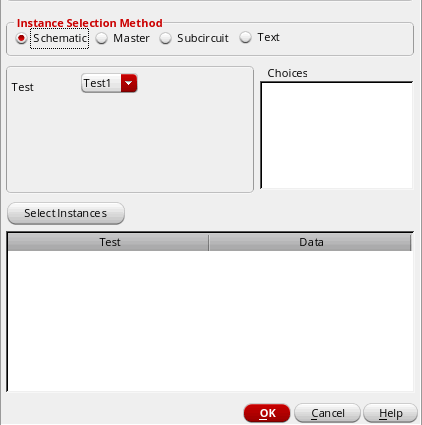 Instance Selection Method
Schematic Master Subcircuit Text
Test Test1
Choices
Select Instances
Test Data
OK Cancel Help